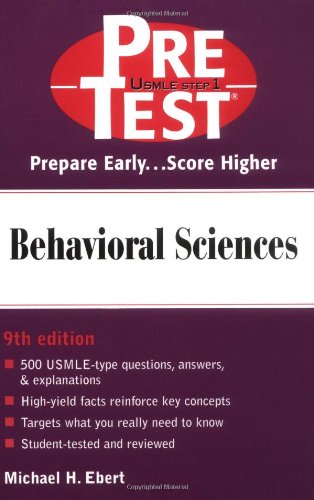 PRE
USMLE STEP 1
TEST®
Prepare Early...Score Higher
Behavioral Sciences
9th edition
■ 500 USMLE-type questions, answers,
& explanations
■ High-yield facts reinforce key concepts
■ Targets what you really need to know
■ Student-tested and reviewed
Michael H. Ebert